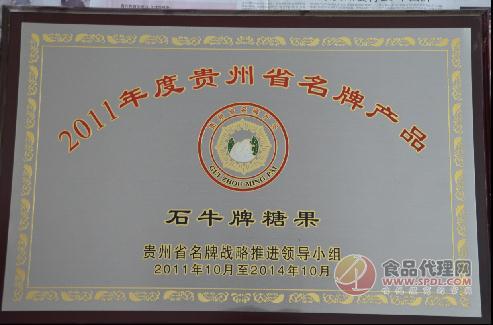 2011年度贵州省名牌产品
GUI ZHOU MING PAI
石牛牌糖果
贵州省名牌战略推进领导小组
2011年10月至2014年10月
食品代理网
www.SPDL.com